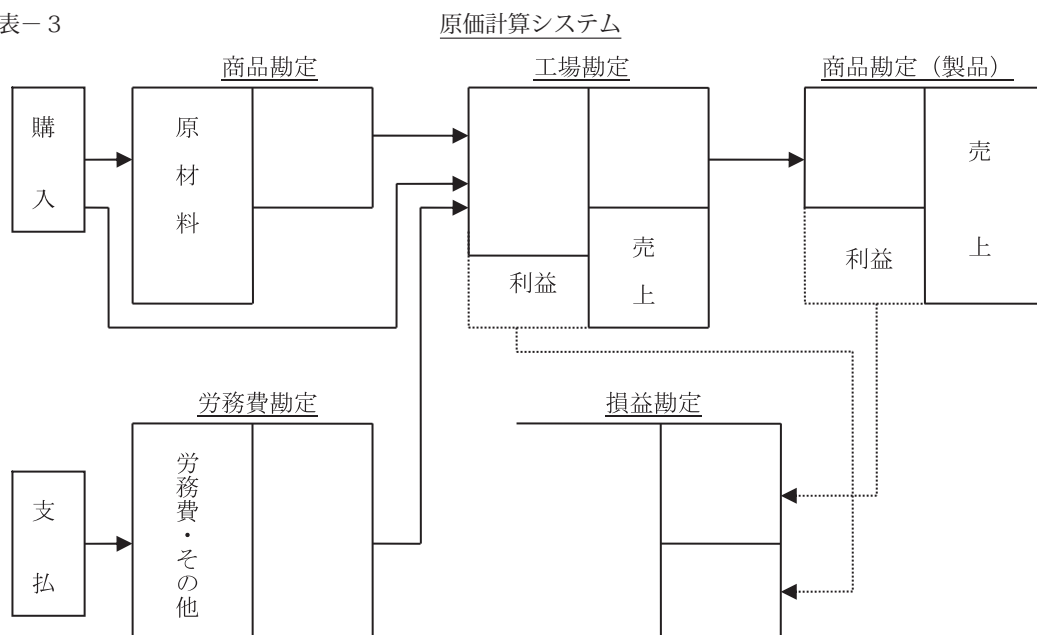 表－３
原価計算システム
商品勘定
工場勘定
商品勘定（製品）
購入
原材料
売上
利益
売上
利益
労務費勘定
損益勘定
支払
労務費・その他